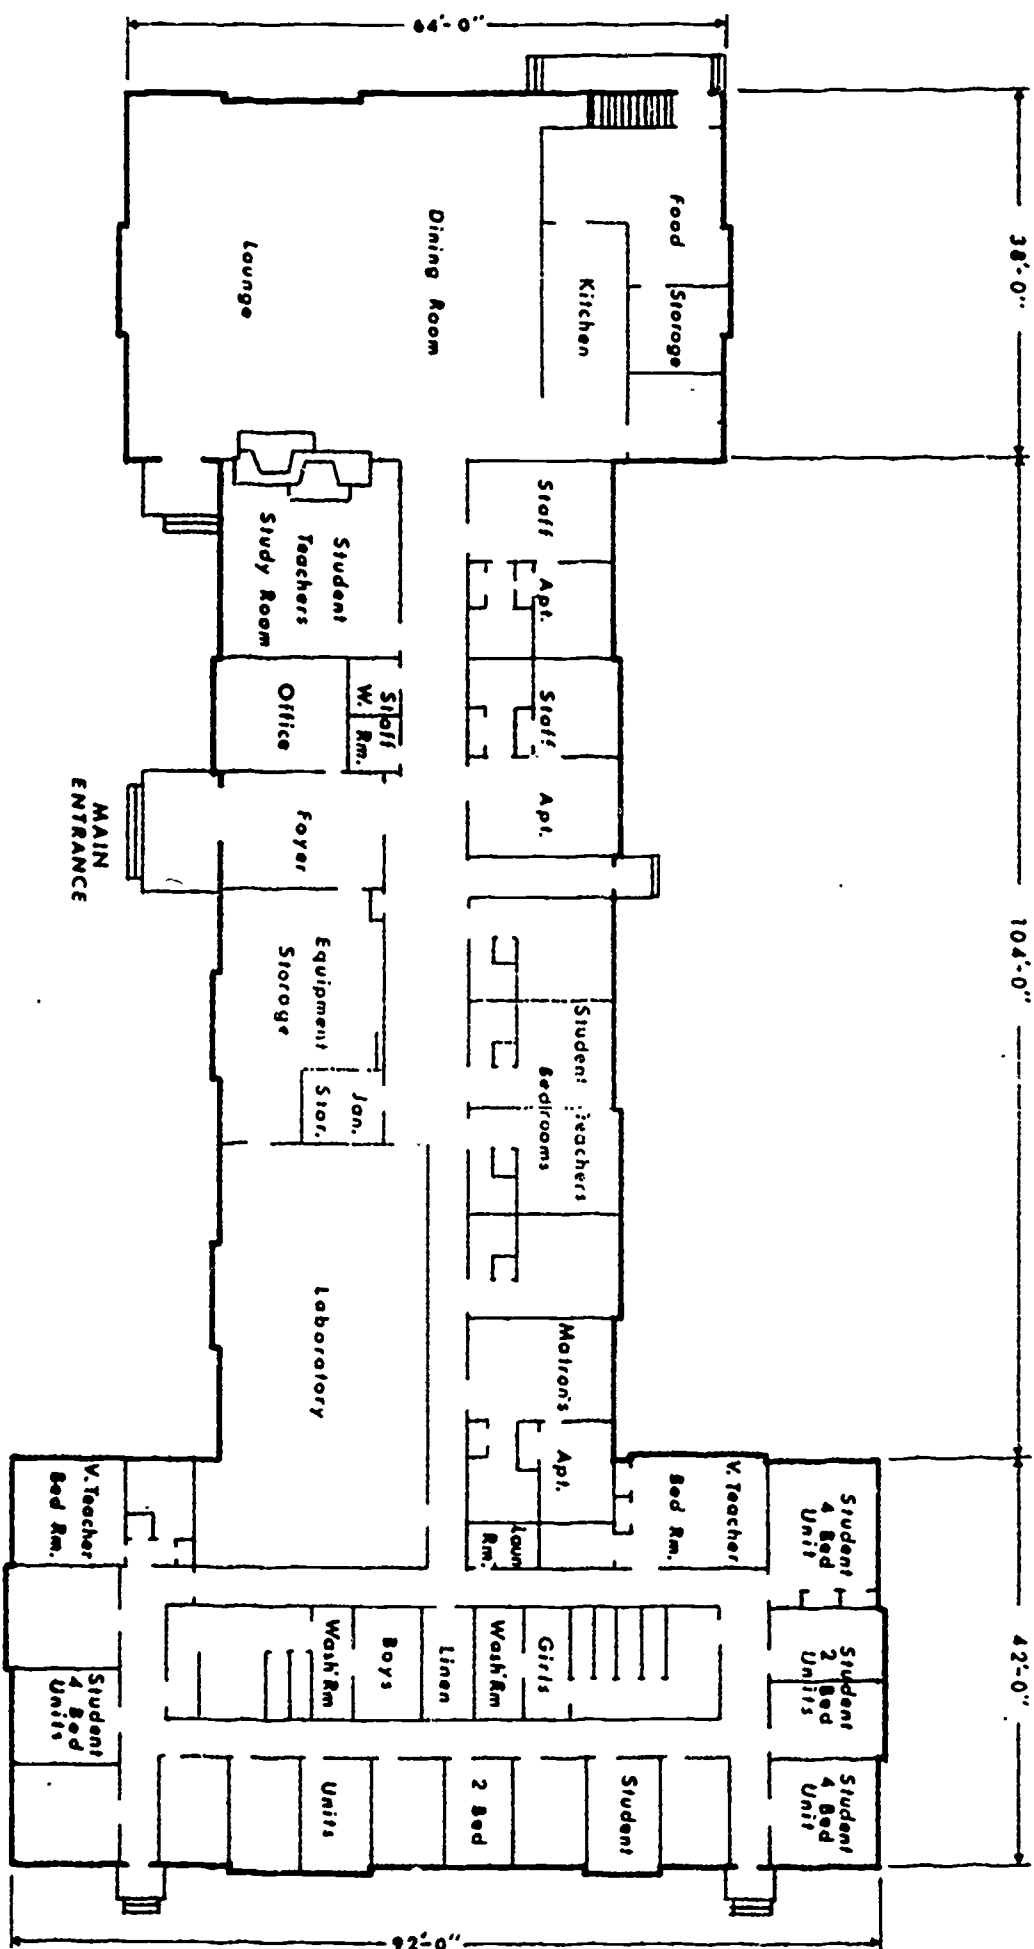 64'-0"
38'-0"
104'-0"
42'-0"
92'-0"
Food
Storage
Kitchen
Dining Room
Lounge
Staff
Apt.
Staff
Apt.
Student
Teachers
Study Room
Staff
W. Rm.
Office
Foyer
MAIN
ENTRANCE
Equipment
Storage
Jan.
Stor.
Student Teachers
Bedrooms
Laboratory
Matron's
Apt.
Laun
Rm.
V. Teacher
Bed Rm.
V. Teacher
Bed Rm.
Student
4 Bed
Unit
Student
2 Bed
Units
Student
4 Bed
Unit
Girls
Wash'Rm
Linen
Boys
Wash'Rm
Student
4 Bed
Units
Student
2 Bed
Units